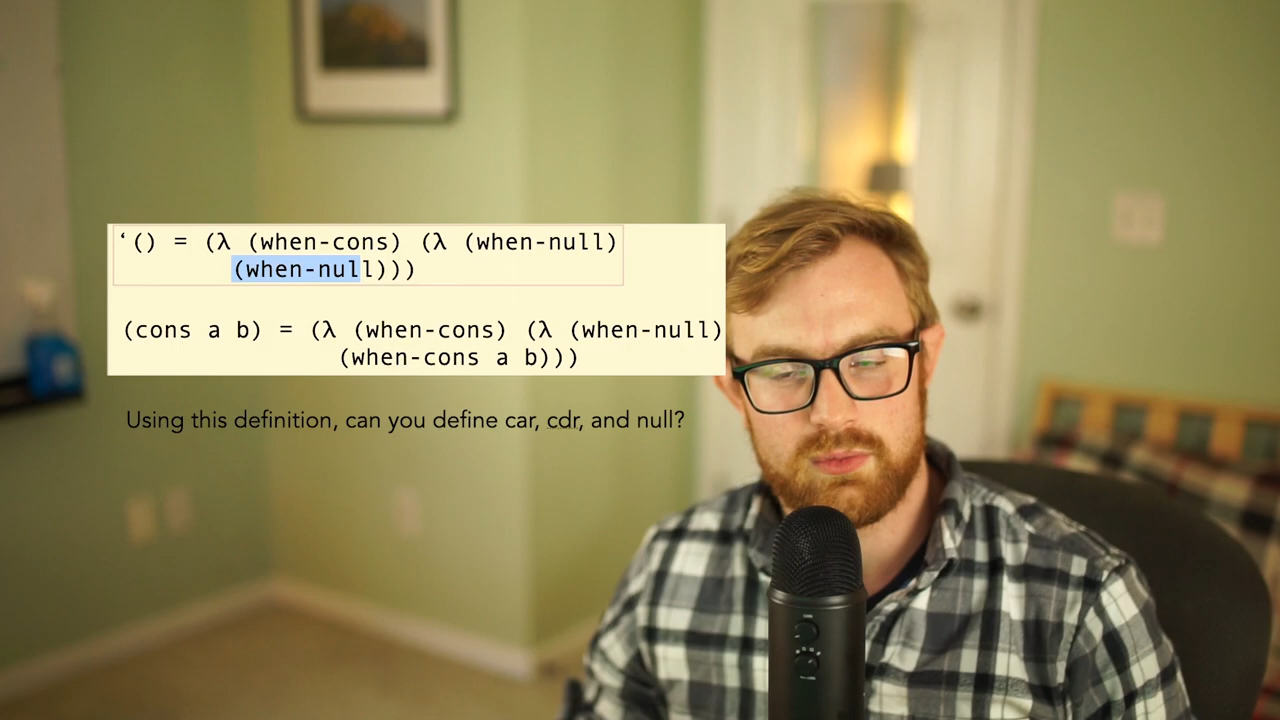 ‘() = (λ (when-cons) (λ (when-null)
(when-null)))
(cons a b) = (λ (when-cons) (λ (when-null)
(when-cons a b)))
Using this definition, can you define car, cdr, and null?